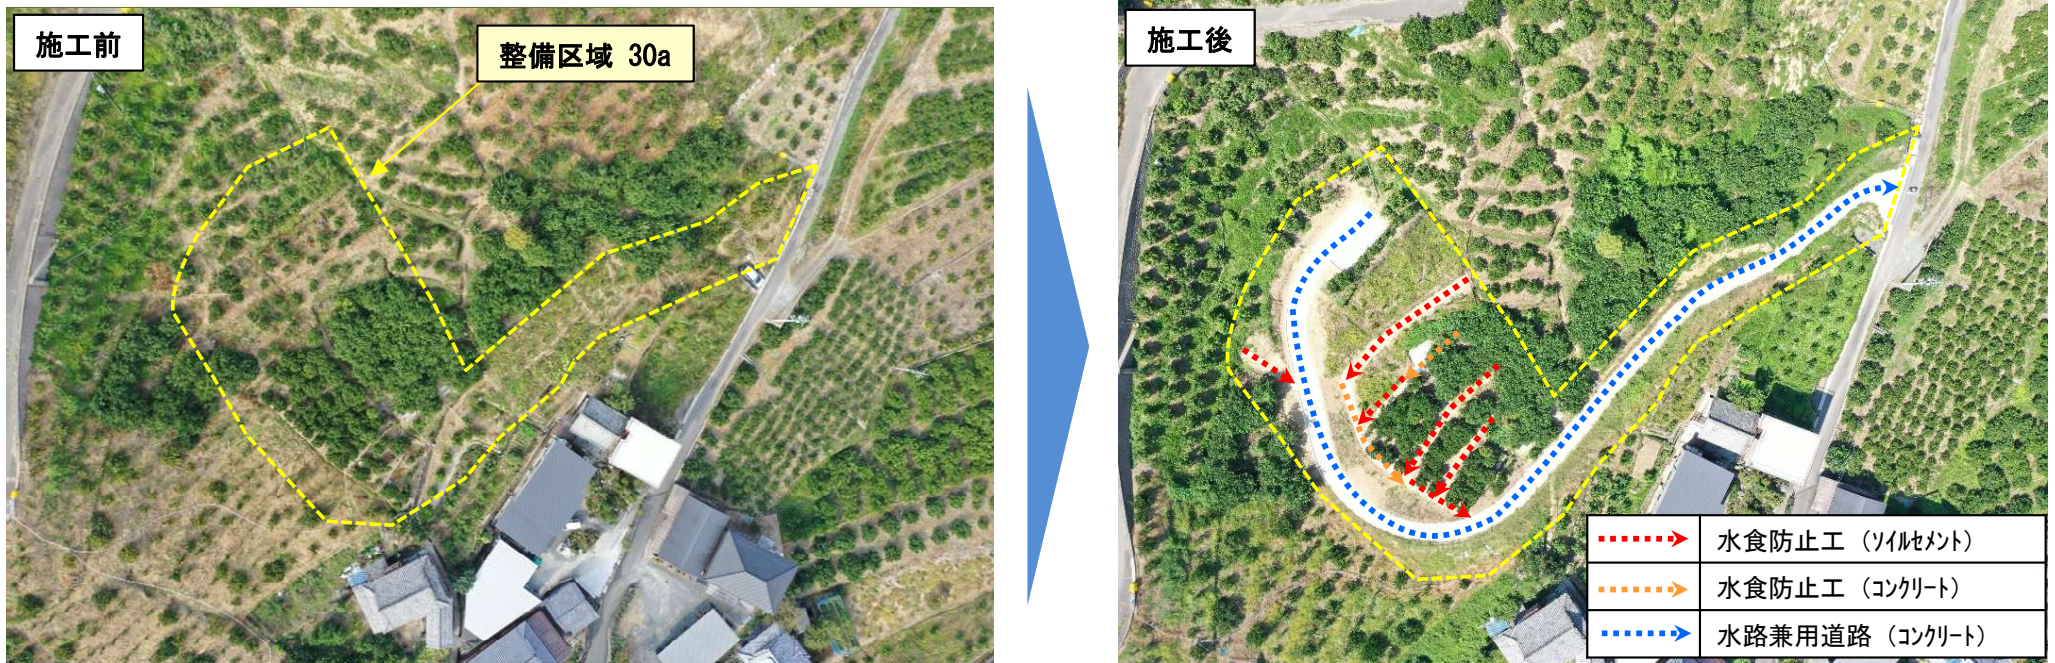 施工前
整備区域 30a
施工後
水食防止工（ｿｲﾙｾﾒﾝﾄ）
水食防止工（ｺﾝｸﾘｰﾄ）
水路兼用道路（ｺﾝｸﾘｰﾄ）